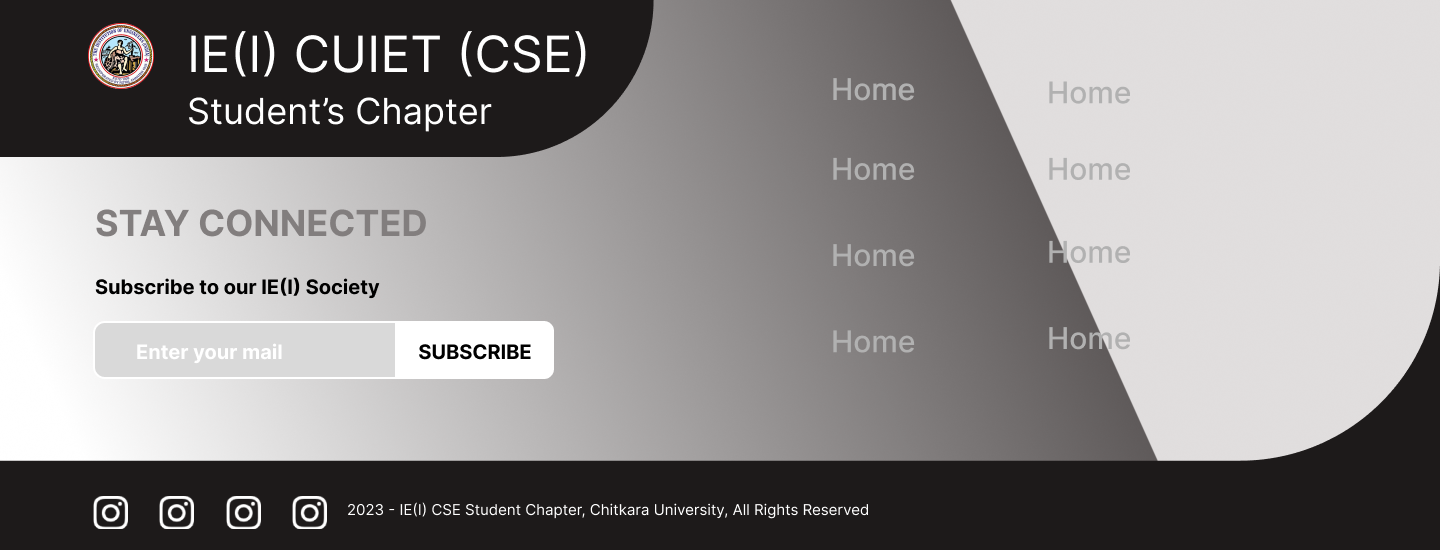 IE(I) CUIET (CSE)
Student’s Chapter
STAY CONNECTED
Subscribe to our IE(I) Society
Enter your mail
SUBSCRIBE
Home Home
Home Home
Home Home
Home Home
2023 - IE(I) CSE Student Chapter, Chitkara University, All Rights Reserved